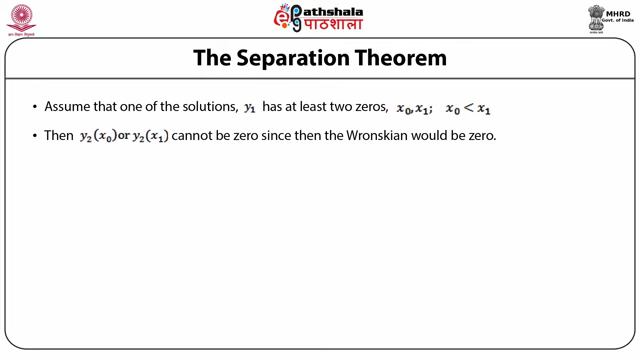 ePathshala
पाठशाला
MHRD
Govt. of India
The Separation Theorem
• Assume that one of the solutions, y₁ has at least two zeros, x₀,x₁; x₀ < x₁
• Then y₂(x₀)or y₂(x₁) cannot be zero since then the Wronskian would be zero.